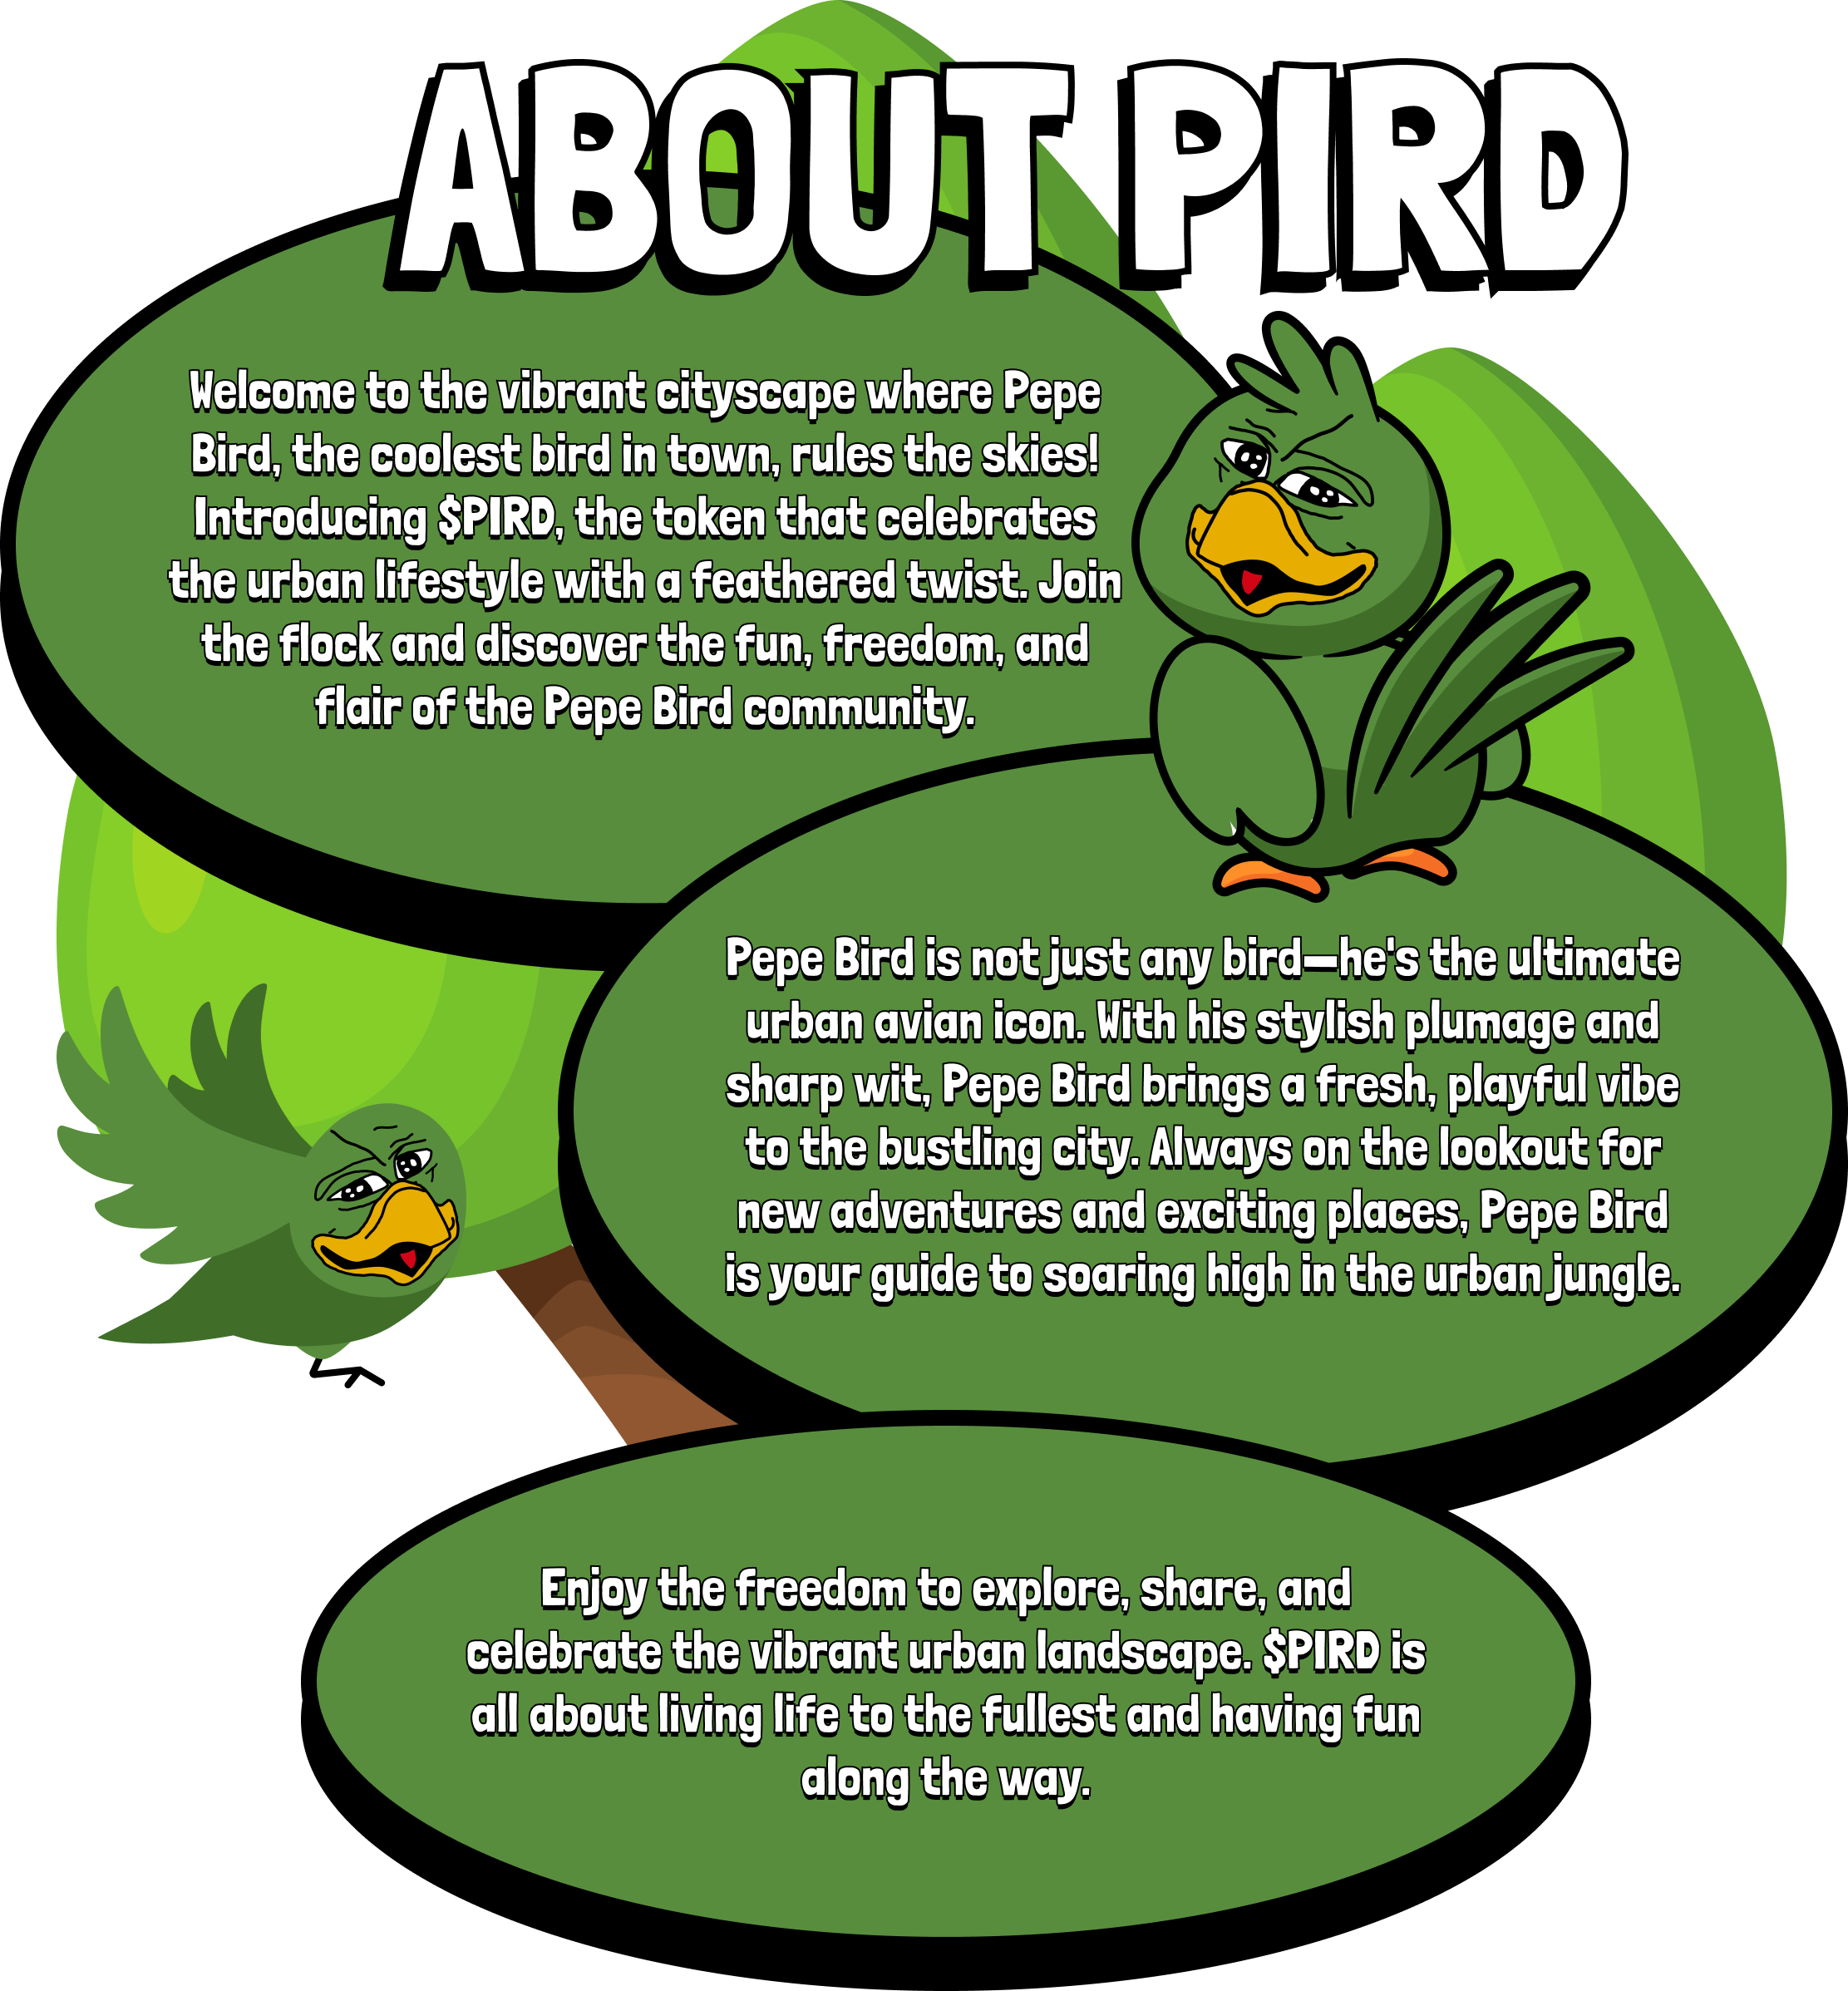 ABOUT PIRD
Welcome to the vibrant cityscape where Pepe
Bird, the coolest bird in town, rules the skies!
Introducing $PIRD, the token that celebrates
the urban lifestyle with a feathered twist. Join
the flock and discover the fun, freedom, and
flair of the Pepe Bird community.
Pepe Bird is not just any bird—he's the ultimate
urban avian icon. With his stylish plumage and
sharp wit, Pepe Bird brings a fresh, playful vibe
to the bustling city. Always on the lookout for
new adventures and exciting places, Pepe Bird
is your guide to soaring high in the urban jungle.
Enjoy the freedom to explore, share, and
celebrate the vibrant urban landscape. $PIRD is
all about living life to the fullest and having fun
along the way.